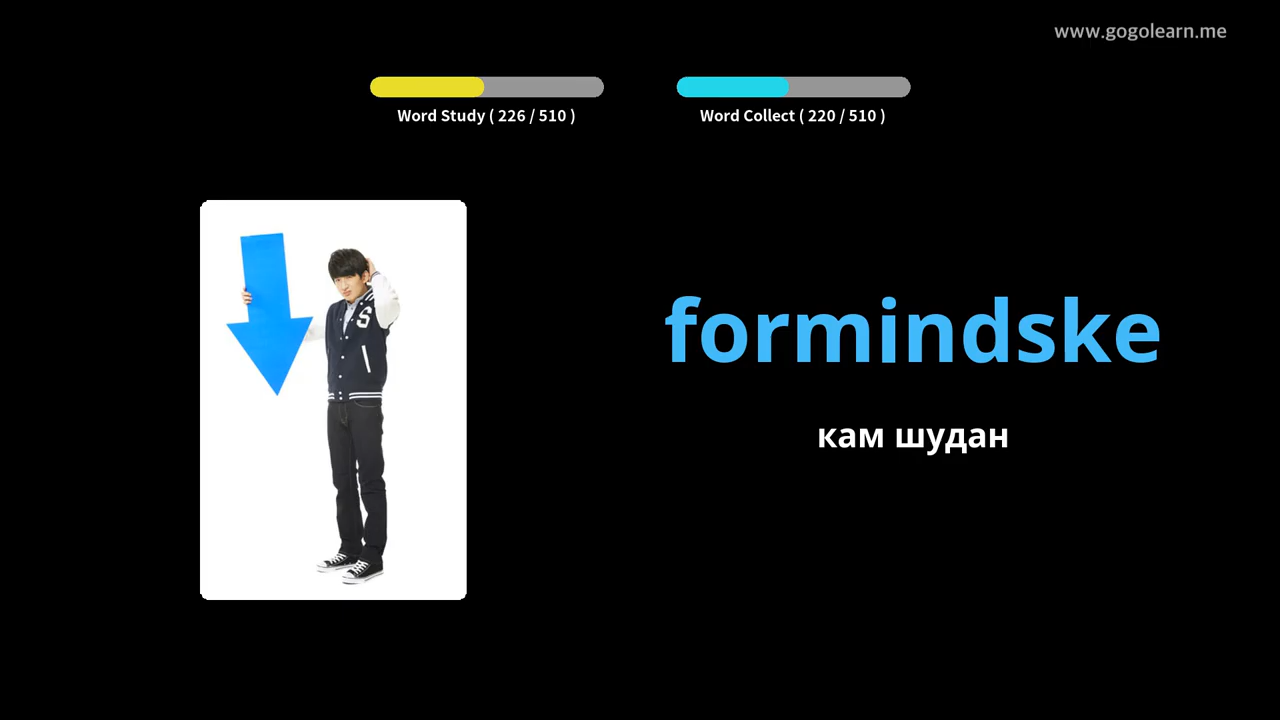 www.gogolearn.me
Word Study ( 226 / 510 )
Word Collect ( 220 / 510 )
S
formindske
кам шудан